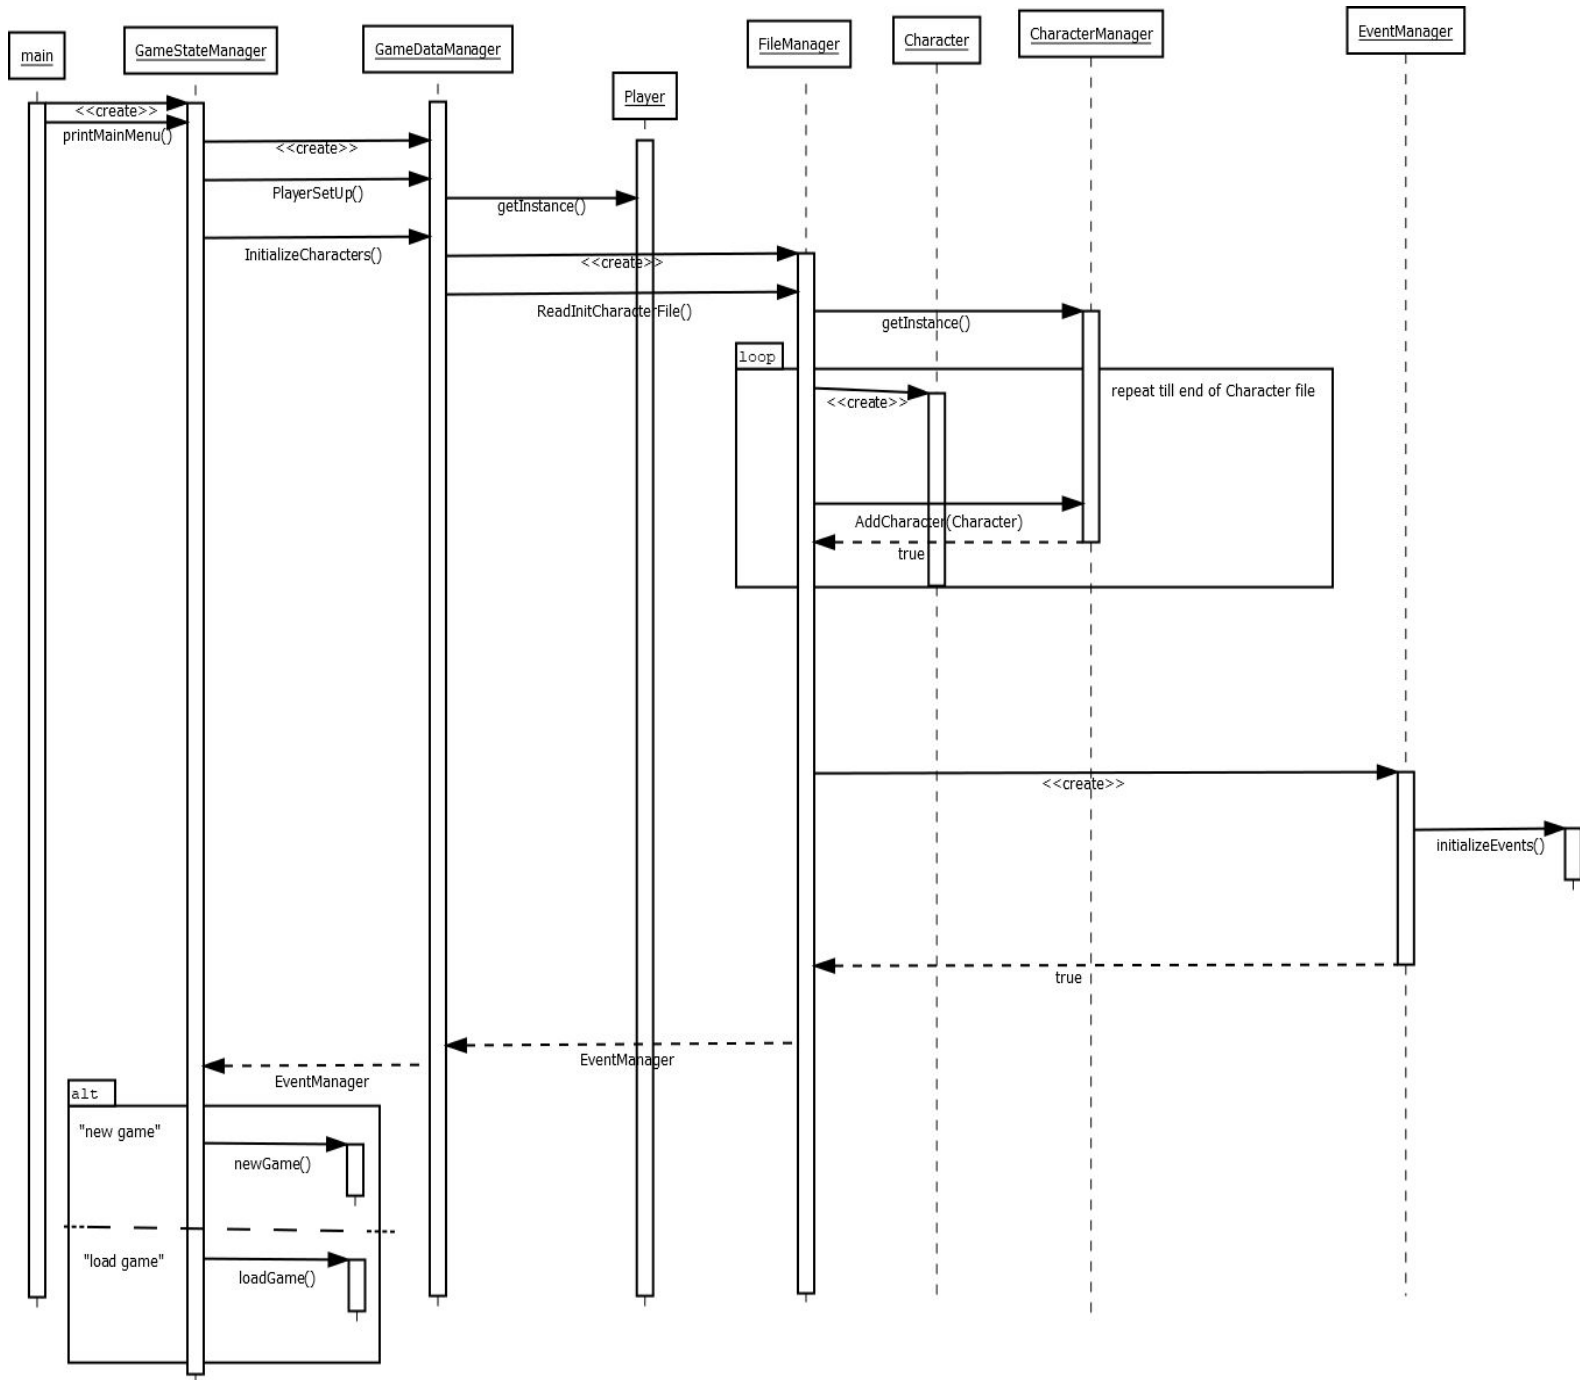 main
GameStateManager
GameDataManager
Player
FileManager
Character
CharacterManager
EventManager
<<create>>
printMainMenu()
<<create>>
PlayerSetUp()
getInstance()
InitializeCharacters()
<<create>>
ReadInitCharacterFile()
getInstance()
loop
repeat till end of Character file
<<create>>
AddCharacter(Character)
true
<<create>>
initializeEvents()
true
EventManager
EventManager
alt
"new game"
newGame()
"load game"
loadGame()